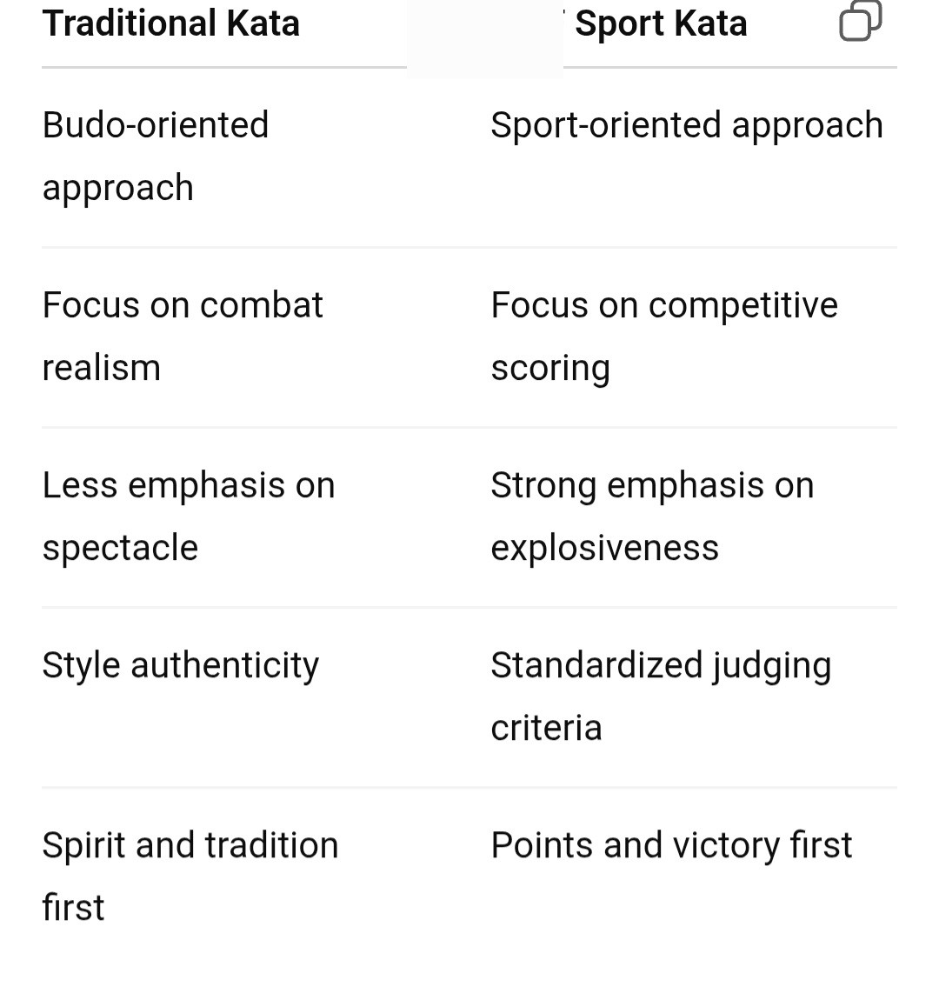 Traditional Kata Sport Kata
Budo-oriented Sport-oriented approach
approach
Focus on combat Focus on competitive
realism scoring
Less emphasis on Strong emphasis on
spectacle explosiveness
Style authenticity Standardized judging
criteria
Spirit and tradition Points and victory first
first